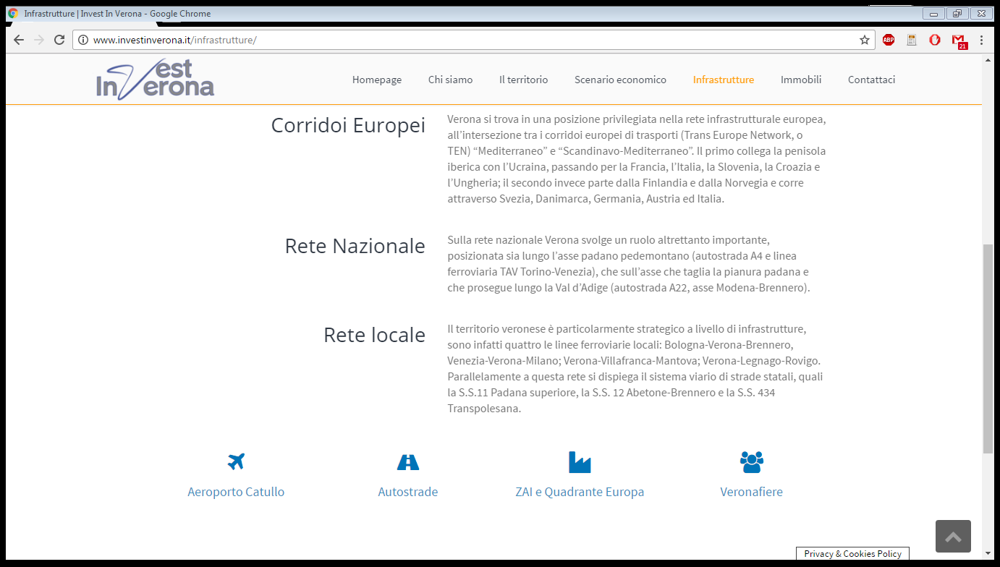 Infrastrutture | Invest In Verona - Google Chrome
www.investinverona.it/infrastrutture/
ABP
21
Invest
In Verona
Homepage
Chi siamo
Il territorio
Scenario economico
Infrastrutture
Immobili
Contattaci
Corridoi Europei
Verona si trova in una posizione privilegiata nella rete infrastrutturale europea,
all’intersezione tra i corridoi europei di trasporti (Trans Europe Network, o
TEN) “Mediterraneo” e “Scandinavo-Mediterraneo”. Il primo collega la penisola
iberica con l’Ucraina, passando per la Francia, l’Italia, la Slovenia, la Croazia e
l’Ungheria; il secondo invece parte dalla Finlandia e dalla Norvegia e corre
attraverso Svezia, Danimarca, Germania, Austria ed Italia.
Rete Nazionale
Sulla rete nazionale Verona svolge un ruolo altrettanto importante,
posizionata sia lungo l’asse padano pedemontano (autostrada A4 e linea
ferroviaria TAV Torino-Venezia), che sull’asse che taglia la pianura padana e
che prosegue lungo la Val d’Adige (autostrada A22, asse Modena-Brennero).
Rete locale
Il territorio veronese è particolarmente strategico a livello di infrastrutture,
sono infatti quattro le linee ferroviarie locali: Bologna-Verona-Brennero,
Venezia-Verona-Milano; Verona-Villafranca-Mantova; Verona-Legnago-Rovigo.
Parallelamente a questa rete si dispiega il sistema viario di strade statali, quali
la S.S.11 Padana superiore, la S.S. 12 Abetone-Brennero e la S.S. 434
Transpolesana.
Aeroporto Catullo
Autostrade
ZAI e Quadrante Europa
Veronafiere
Privacy & Cookies Policy